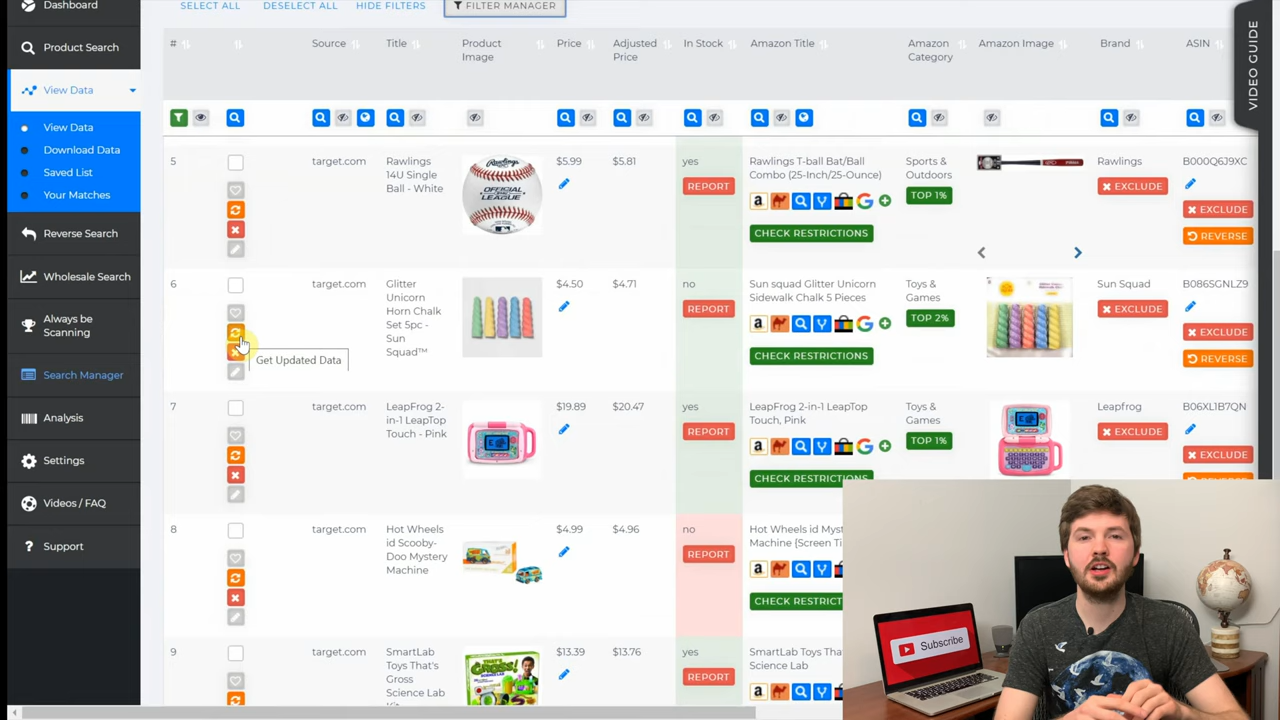 Dashboard
SELECT ALL
DESELECT ALL
HIDE FILTERS
FILTER MANAGER
VIDEO GUIDE
Product Search
View Data
View Data
Download Data
Saved List
Your Matches
Reverse Search
Wholesale Search
Always be
Scanning
Search Manager
Analysis
Settings
Videos / FAQ
Support
#
Source
Title
Product
Image
Price
Adjusted
Price
In Stock
Amazon Title
Amazon
Category
Amazon Image
Brand
ASIN
5
target.com
Rawlings
14U Single
Ball - White
Rawlings
OFFICIAL
LEAGUE
$5.99
$5.81
yes
REPORT
Rawlings T-ball Bat/Ball
Combo (25-Inch/25-Ounce)
CHECK RESTRICTIONS
Sports &
Outdoors
TOP 1%
Rawlings
EXCLUDE
B000Q6J9XC
EXCLUDE
REVERSE
6
target.com
Glitter
Unicorn
Horn Chalk
Set 5pc -
Sun
Squad™
Get Updated Data
$4.50
$4.71
no
REPORT
Sun squad Glitter Unicorn
Sidewalk Chalk 5 Pieces
CHECK RESTRICTIONS
Toys &
Games
TOP 2%
Sun Squad
EXCLUDE
B086SGNLZ9
EXCLUDE
REVERSE
7
target.com
LeapFrog 2-
in-1 LeapTop
Touch - Pink
$19.89
$20.47
yes
REPORT
LeapFrog 2-in-1 LeapTop
Touch, Pink
CHECK RESTRICTIONS
Toys &
Games
TOP 1%
Leapfrog
EXCLUDE
B06XL1B7QN
EXCLUDE
8
target.com
Hot Wheels
id Scooby-
Doo Mystery
Machine
$4.99
$4.96
no
REPORT
Hot Wheels id Mys
Machine {Screen Ti
CHECK RESTRICT
9
target.com
SmartLab
Toys That's
Gross
Science Lab
$13.39
$13.76
yes
REPORT
SmartLab Toys Tha
Science Lab
Subscribe